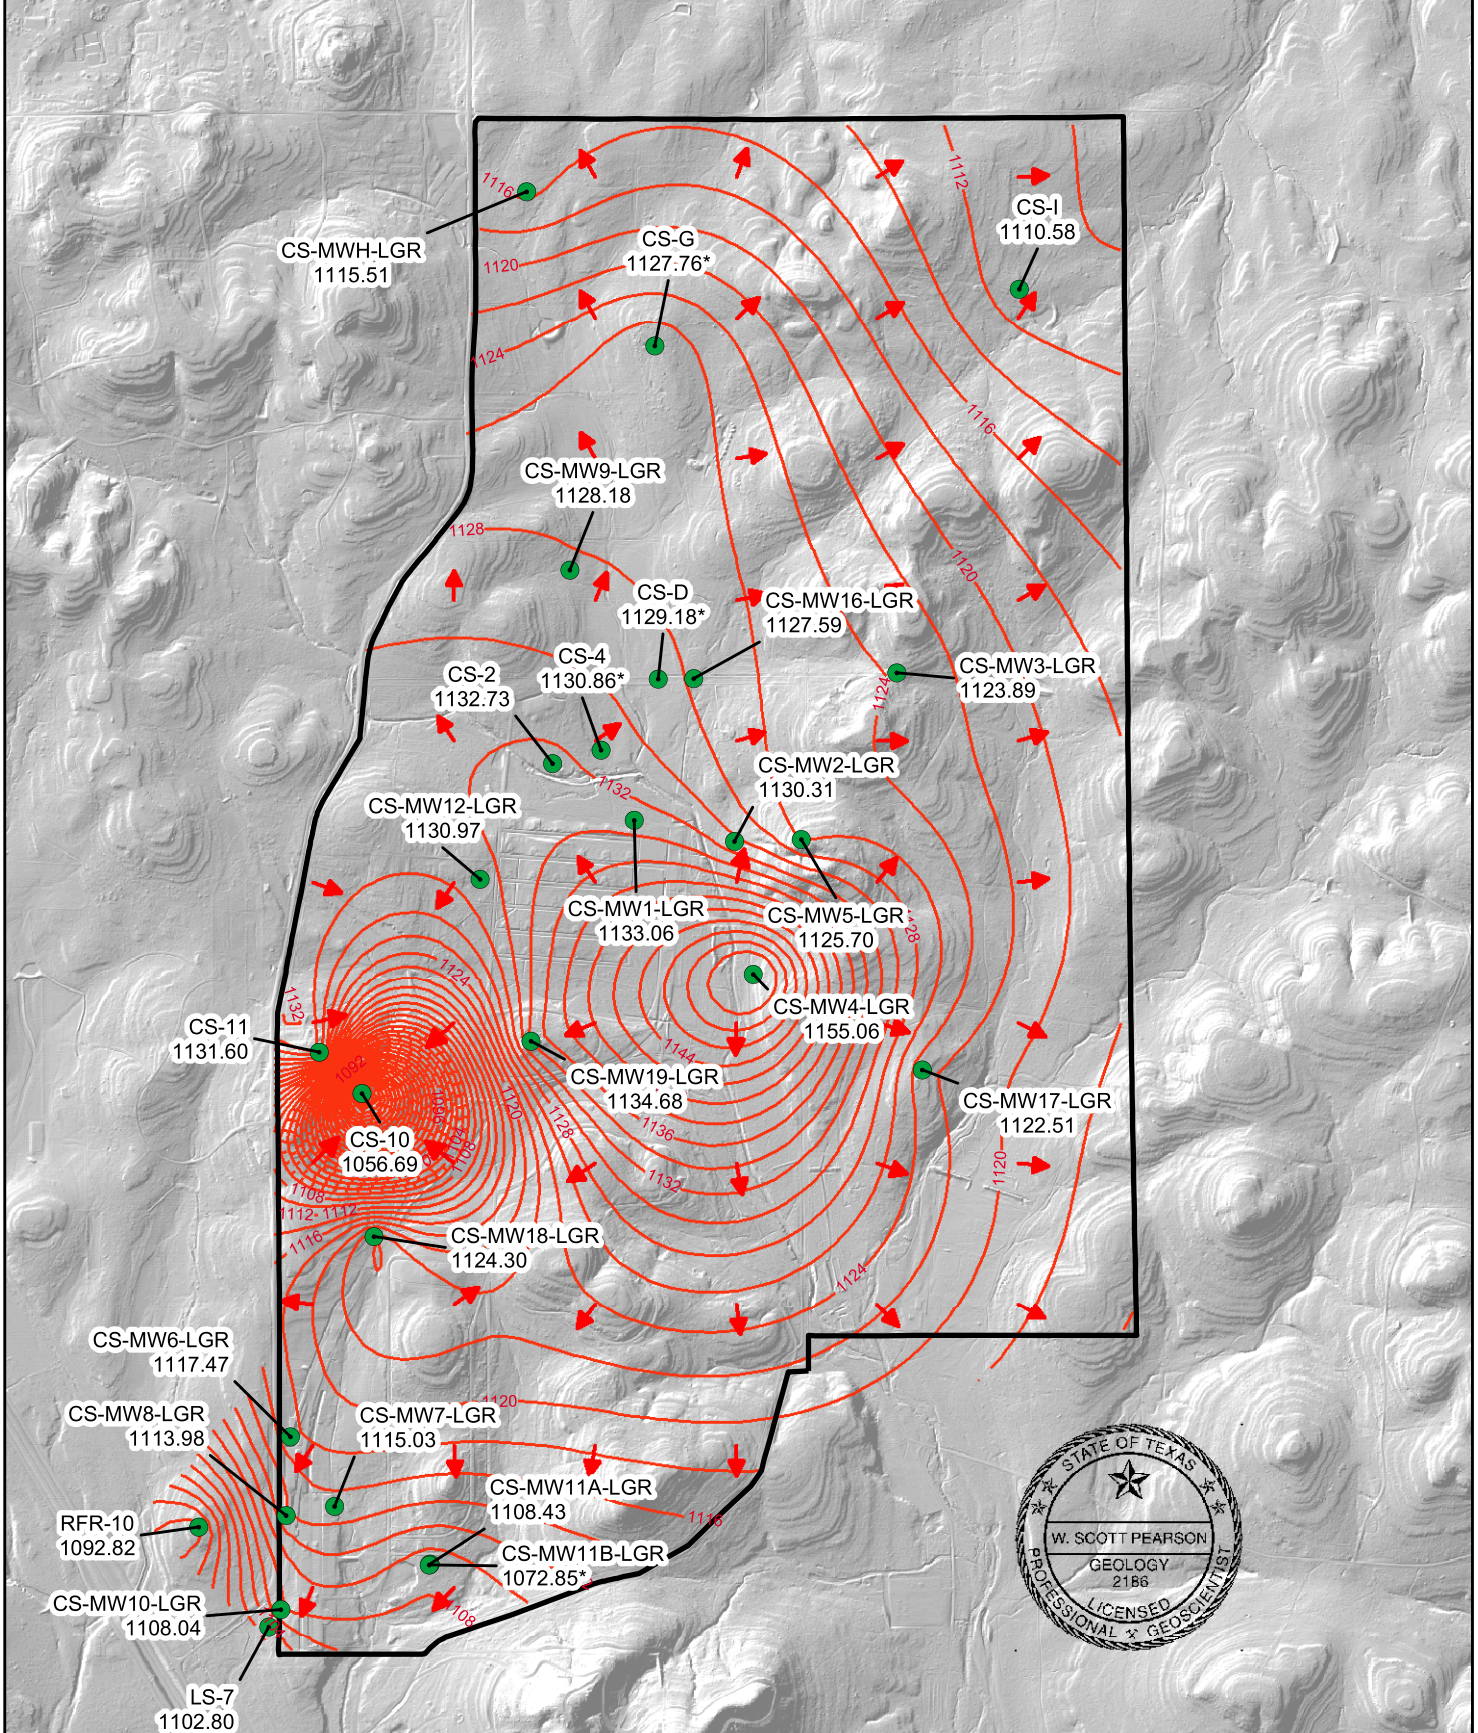 1116
1112
CS-I
1110.58
CS-MWH-LGR
1115.51
CS-G
1127.76*
1120
1124
1116
CS-MW9-LGR
1128.18
1128
1120
CS-D
1129.18*
CS-MW16-LGR
1127.59
CS-4
1130.86*
CS-2
1132.73
CS-MW3-LGR
1123.89
1124
1132
CS-MW2-LGR
1130.31
CS-MW12-LGR
1130.97
CS-MW1-LGR
1133.06
CS-MW5-LGR
1125.70
1128
1124
1132
CS-11
1131.60
CS-MW4-LGR
1155.06
1144
1092
CS-MW19-LGR
1134.68
1096
1120
1128
1136
CS-MW17-LGR
1122.51
CS-10
1056.69
1104
1108
1132
1120
1108
1112
1112
1116
CS-MW18-LGR
1124.30
1124
CS-MW6-LGR
1117.47
1120
CS-MW8-LGR
1113.98
CS-MW7-LGR
1115.03
CS-MW11A-LGR
1108.43
1116
RFR-10
1092.82
CS-MW11B-LGR
1072.85*
CS-MW10-LGR
1108.04
1108
LS-7
1102.80
STATE OF TEXAS
W. SCOTT PEARSON
GEOLOGY
2186
LICENSED
PROFESSIONAL GEOSCIENTIST